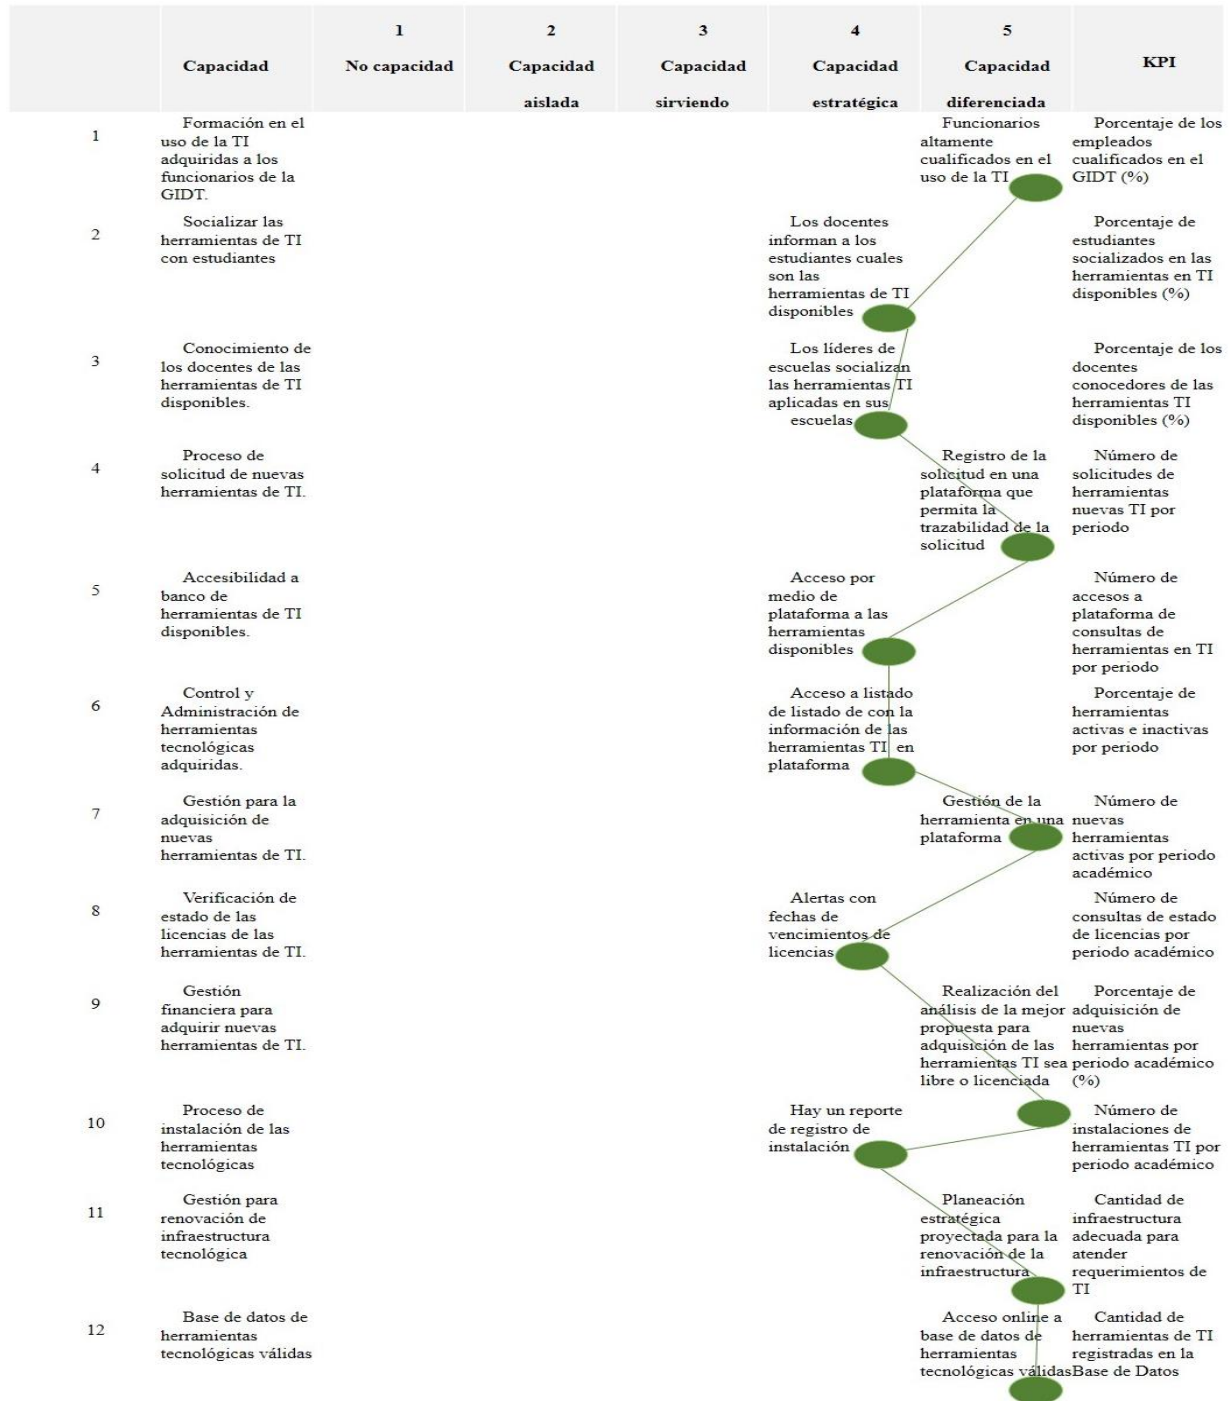 1 2 3 4 5
Capacidad No capacidad Capacidad Capacidad Capacidad Capacidad KPI
aislada sirviendo estratégica diferenciada
1
Formación en el
uso de la TI
adquiridas a los
funcionarios de la
GIDT.
Funcionarios
altamente
cualificados en el
uso de la TI
Porcentaje de los
empleados
cualificados en el
GIDT (%)
2
Socializar las
herramientas de TI
con estudiantes
Los docentes
informan a los
estudiantes cuales
son las
herramientas de TI
disponibles
Porcentaje de
estudiantes
socializados en las
herramientas en TI
disponibles (%)
3
Conocimiento de
los docentes de las
herramientas de TI
disponibles.
Los líderes de
escuelas socializan
las herramientas TI
aplicadas en sus
escuelas
Porcentaje de los
docentes
conocedores de las
herramientas TI
disponibles (%)
4
Proceso de
solicitud de nuevas
herramientas de TI.
Registro de la
solicitud en una
plataforma que
permita la
trazabilidad de la
solicitud
Número de
solicitudes de
herramientas
nuevas TI por
periodo
5
Accesibilidad a
banco de
herramientas de TI
disponibles.
Acceso por
medio de
plataforma a las
herramientas
disponibles
Número de
accesos a
plataforma de
consultas de
herramientas en TI
por periodo
6
Control y
Administración de
herramientas
tecnológicas
adquiridas.
Acceso a listado
de listado de con la
información de las
herramientas TI en
plataforma
Porcentaje de
herramientas
activas e inactivas
por periodo
7
Gestión para la
adquisición de
nuevas
herramientas de TI.
Gestión de la
herramienta en una
plataforma
Número de
nuevas
herramientas
activas por periodo
académico
8
Verificación de
estado de las
licencias de las
herramientas de TI.
Alertas con
fechas de
vencimientos de
licencias
Número de
consultas de estado
de licencias por
periodo académico
9
Gestión
financiera para
adquirir nuevas
herramientas de TI.
Realización del
análisis de la mejor
propuesta para
adquisición de las
herramientas TI sea
libre o licenciada
Porcentaje de
adquisición de
nuevas
herramientas por
periodo académico
(%)
10
Proceso de
instalación de las
herramientas
tecnológicas
Hay un reporte
de registro de
instalación
Número de
instalaciones de
herramientas TI por
periodo académico
11
Gestión para
renovación de
infraestructura
tecnológica
Planeación
estratégica
proyectada para la
renovación de la
infraestructura
Cantidad de
infraestructura
adecuada para
atender
requerimientos de
TI
12
Base de datos de
herramientas
tecnológicas válidas
Acceso online a
base de datos de
herramientas
tecnológicas válidas
Cantidad de
herramientas de TI
registradas en la
Base de Datos